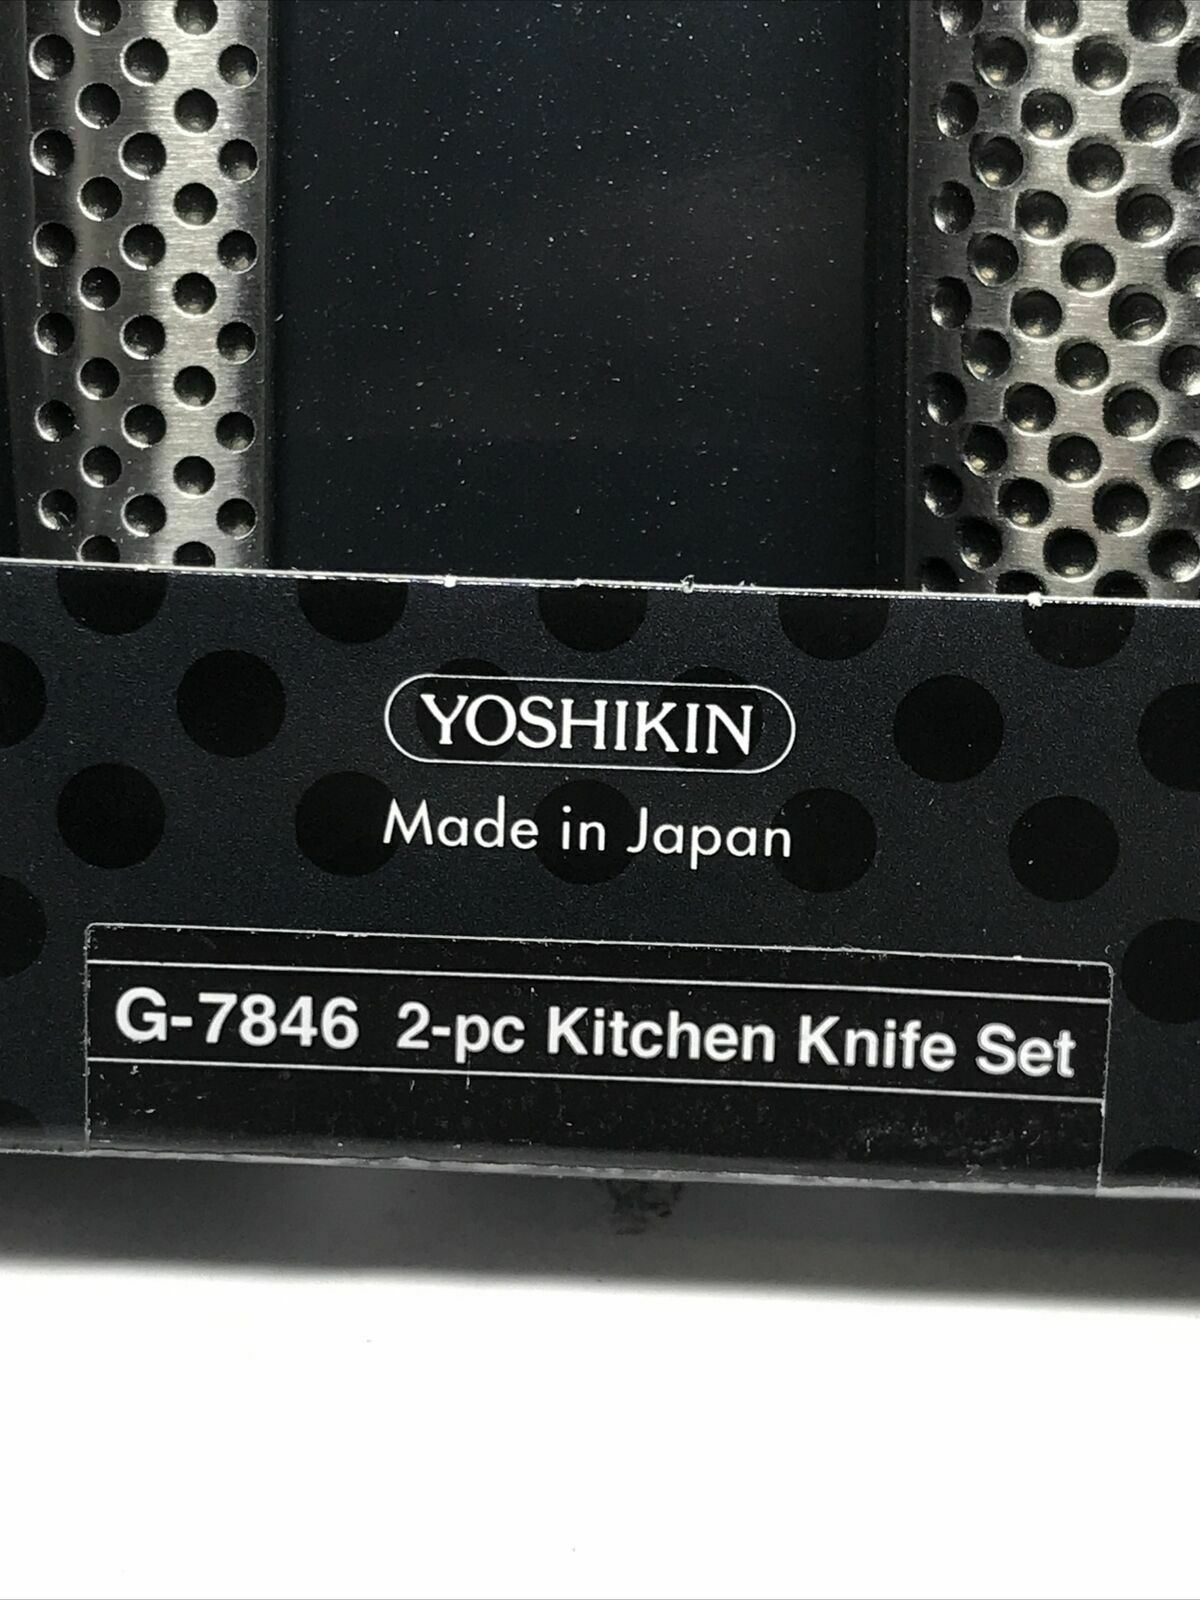 YOSHIKIN
Made in Japan
G-7846 2-pc Kitchen Knife Set